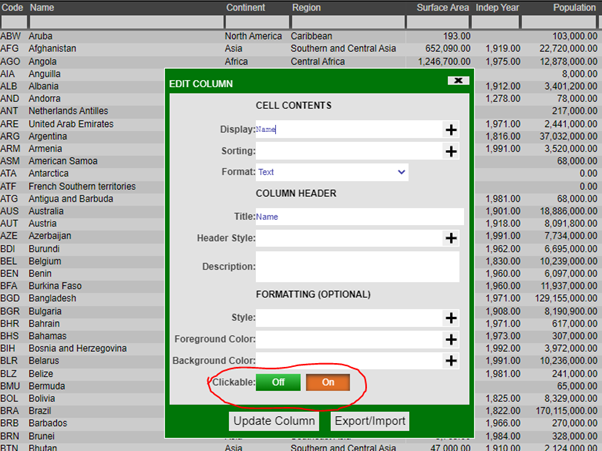 Code Name Continent Region Surface Area Indep Year Population
ABW Aruba North America Caribbean 193.00 103,000.00
AFG Afghanistan Asia Southern and Central Asia 652,090.00 1,919.00 22,720,000.00
AGO Angola Africa Central Africa 1,246,700.00 1,975.00 12,878,000.00
AIA Anguilla 8,000.00
ALB Albania 1,912.00 3,401,200.00
AND Andorra 1,278.00 78,000.00
ANT Netherlands Antilles 217,000.00
ARE United Arab Emirates 1,971.00 2,441,000.00
ARG Argentina 1,816.00 37,032,000.00
ARM Armenia 1,991.00 3,520,000.00
ASM American Samoa 68,000.00
ATA Antarctica 0.00
ATF French Southern territories 0.00
ATG Antigua and Barbuda 1,981.00 68,000.00
AUS Australia 1,901.00 18,886,000.00
AUT Austria 1,918.00 8,091,800.00
AZE Azerbaijan 1,991.00 7,734,000.00
BDI Burundi 1,962.00 6,695,000.00
BEL Belgium 1,830.00 10,239,000.00
BEN Benin 1,960.00 6,097,000.00
BFA Burkina Faso 1,960.00 11,937,000.00
BGD Bangladesh 1,971.00 129,155,000.00
BGR Bulgaria 1,908.00 8,190,900.00
BHR Bahrain 1,971.00 617,000.00
BHS Bahamas 1,973.00 307,000.00
BIH Bosnia and Herzegovina 1,992.00 3,972,000.00
BLR Belarus 1,991.00 10,236,000.00
BLZ Belize 1,981.00 241,000.00
BMU Bermuda 65,000.00
BOL Bolivia 1,825.00 8,329,000.00
BRA Brazil 1,822.00 170,115,000.00
BRB Barbados 1,966.00 270,000.00
BRN Brunei 1,984.00 328,000.00
BTN Bhutan Asia Southern and Central Asia 47,000.00 1,910.00 2,124,000.00
EDIT COLUMN
CELL CONTENTS
Display: Name
Sorting:
Format: Text
COLUMN HEADER
Title: Name
Header Style:
Description:
FORMATTING (OPTIONAL)
Style:
Foreground Color:
Background Color:
Clickable: Off On
Update Column Export/Import